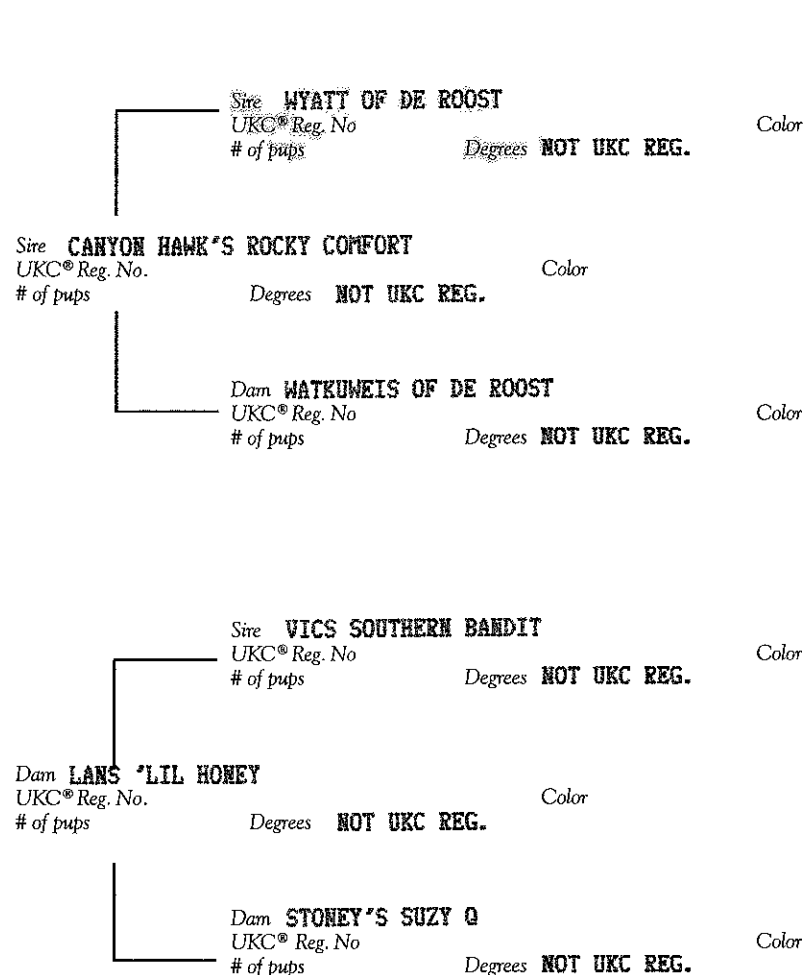 Sire WYATT OF DE ROOST
UKC® Reg. No Color
# of pups Degrees NOT UKC REG.
Sire CANYON HAWK'S ROCKY COMFORT
UKC® Reg. No. Color
# of pups Degrees NOT UKC REG.
Dam WATKUWEIS OF DE ROOST
UKC® Reg. No Color
# of pups Degrees NOT UKC REG.
Sire VICS SOUTHERN BANDIT
UKC® Reg. No Color
# of pups Degrees NOT UKC REG.
Dam LANS 'LIL HONEY
UKC® Reg. No. Color
# of pups Degrees NOT UKC REG.
Dam STONEY'S SUZY Q
UKC® Reg. No Color
# of pups Degrees NOT UKC REG.